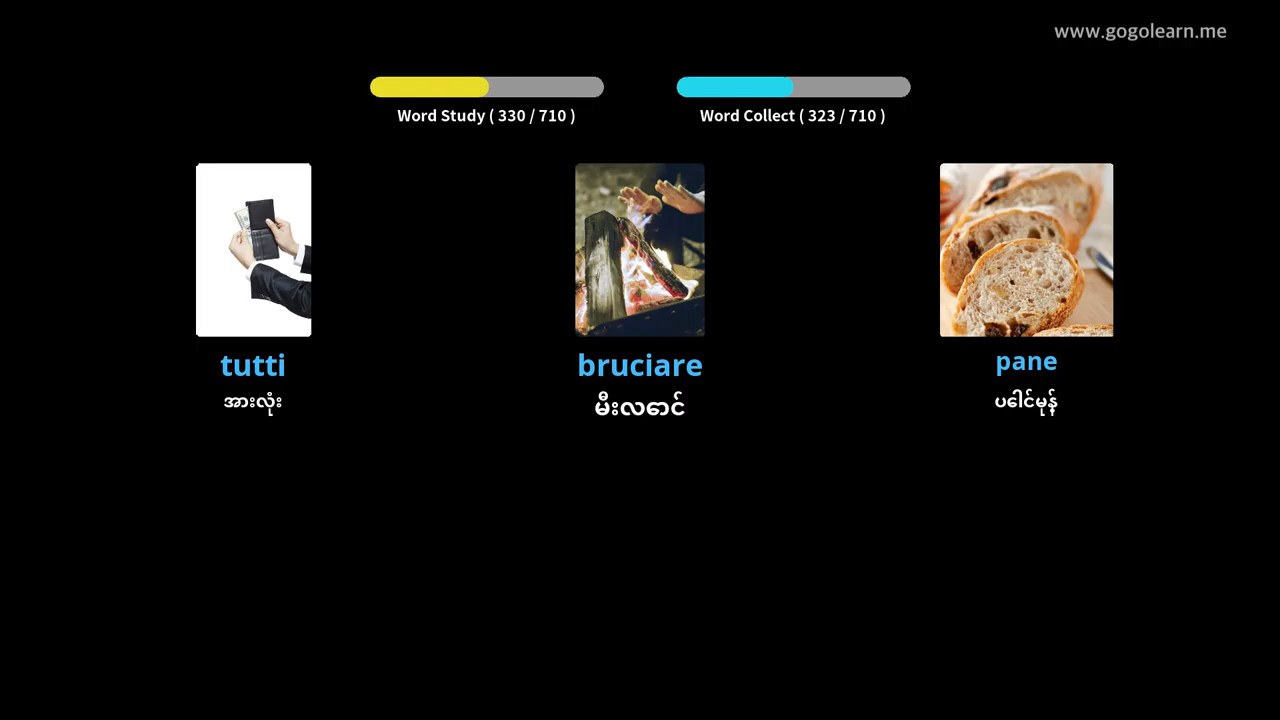 www.gogolearn.me
Word Study ( 330 / 710 )
Word Collect ( 323 / 710 )
tutti
အားလုံး
bruciare
မီးလောင်
pane
ပေါင်မုန့်